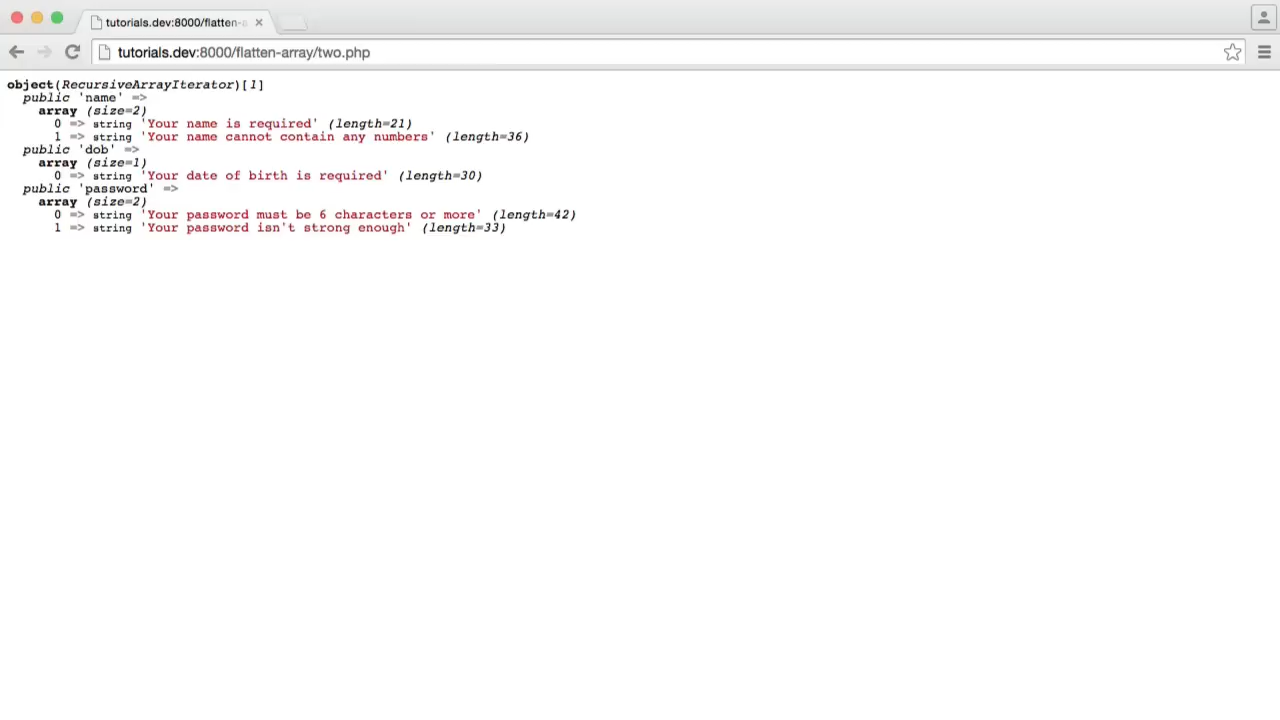 tutorials.dev:8000/flatten-a
tutorials.dev:8000/flatten-array/two.php
object(RecursiveArrayIterator)[1]
public 'name' =>
array (size=2)
0 => string 'Your name is required' (length=21)
1 => string 'Your name cannot contain any numbers' (length=36)
public 'dob' =>
array (size=1)
0 => string 'Your date of birth is required' (length=30)
public 'password' =>
array (size=2)
0 => string 'Your password must be 6 characters or more' (length=42)
1 => string 'Your password isn't strong enough' (length=33)